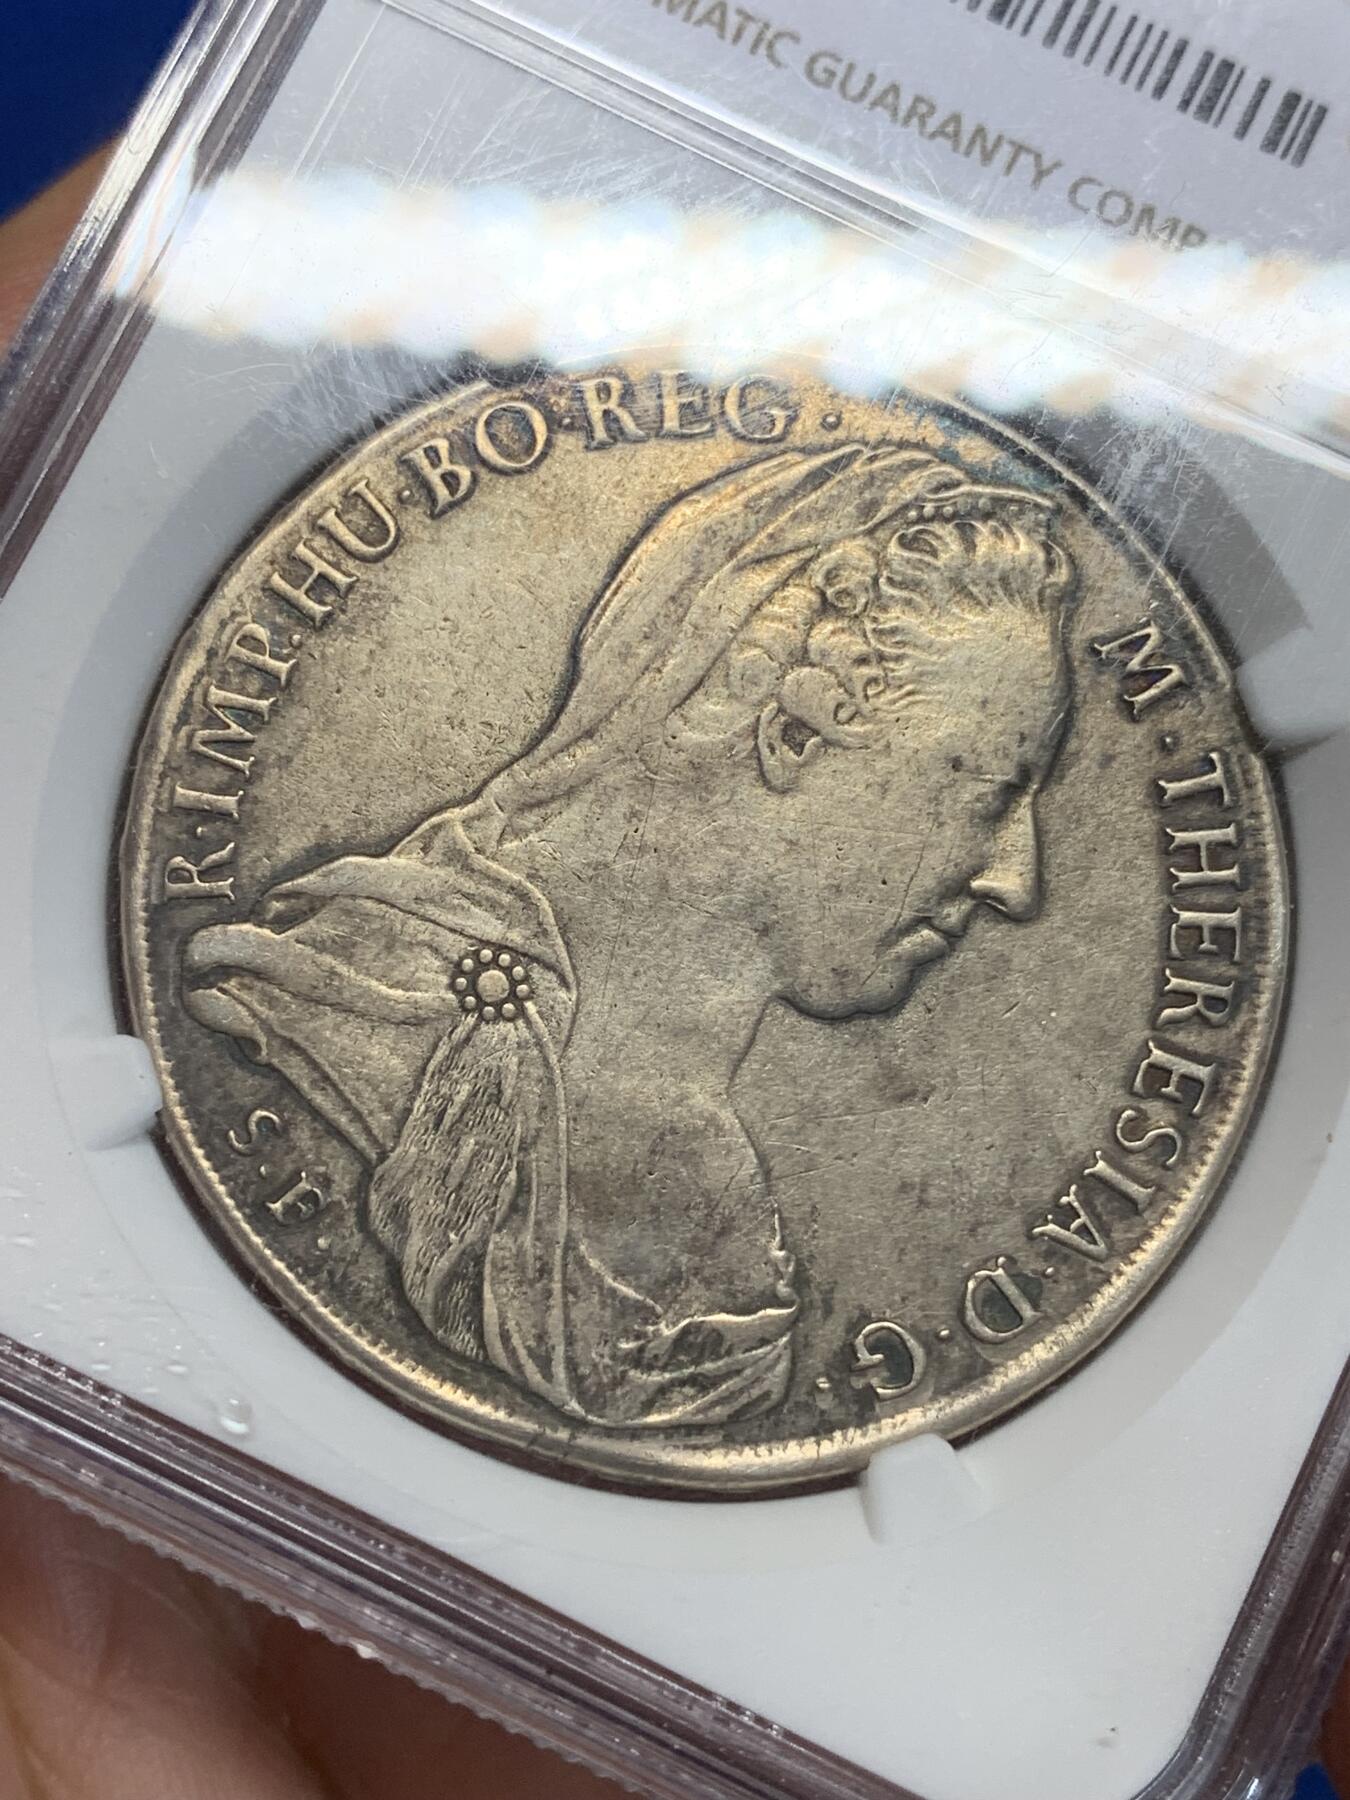 MATIC GUARANTY COMP
R·IMP·HU·BO·REG·
M·THERESIA·D·G·
S.F.